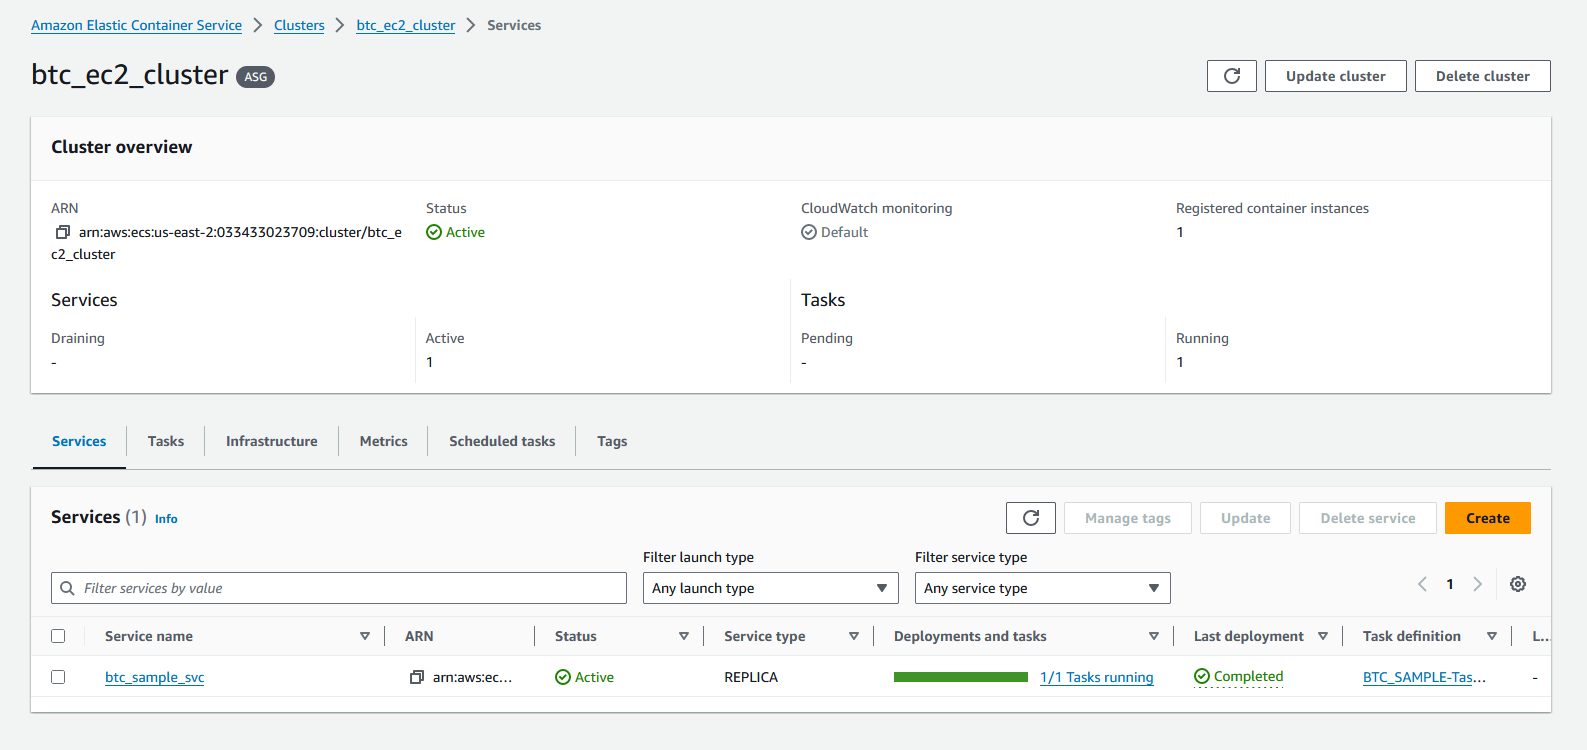 Amazon Elastic Container Service > Clusters > btc_ec2_cluster > Services
btc_ec2_cluster ASG
Update cluster
Delete cluster
Cluster overview
ARN
arn:aws:ecs:us-east-2:033433023709:cluster/btc_e
c2_cluster
Status
Active
CloudWatch monitoring
Default
Registered container instances
1
Services
Draining
-
Active
1
Tasks
Pending
-
Running
1
Services Tasks Infrastructure Metrics Scheduled tasks Tags
Services (1) Info
Manage tags
Update
Delete service
Create
Filter services by value
Filter launch type
Any launch type
Filter service type
Any service type
1
Service name ARN Status Service type Deployments and tasks Last deployment Task definition L...
btc_sample_svc arn:aws:ec... Active REPLICA 1/1 Tasks running Completed BTC_SAMPLE-Tas... -